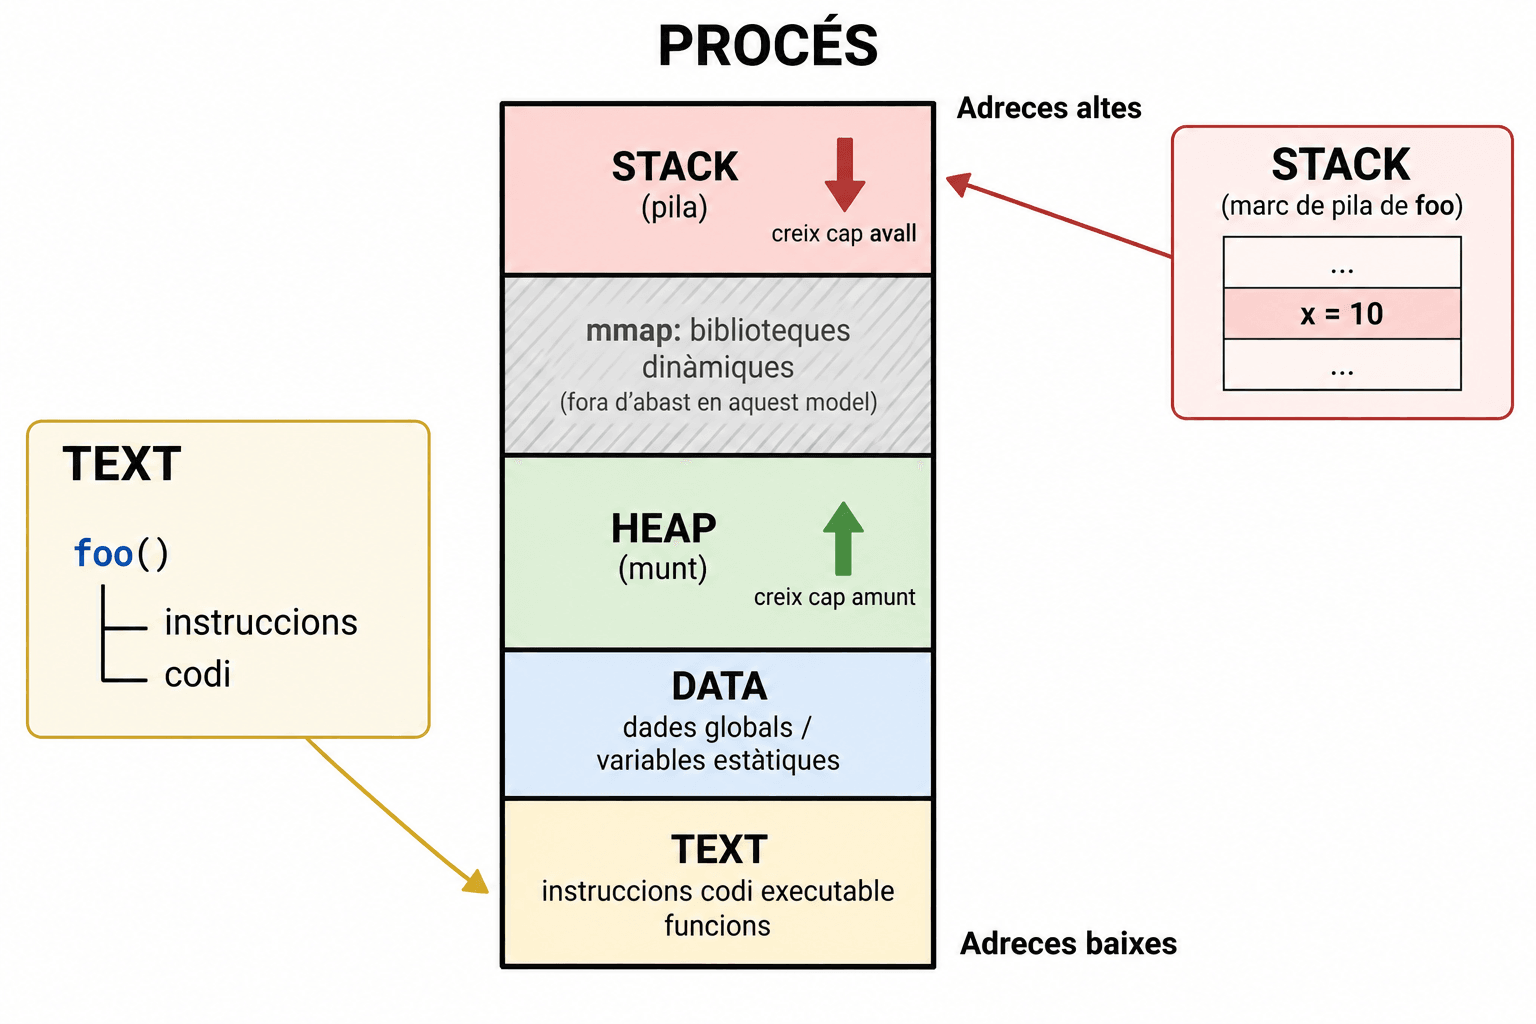 PROCÉS
Adreces altes
STACK
(pila)
creix cap avall
STACK
(marc de pila de foo)
...
x = 10
...
mmap: biblioteques
dinàmiques
(fora d’abast en aquest model)
TEXT
foo()
instruccions
codi
HEAP
(munt)
creix cap amunt
DATA
dades globals /
variables estàtiques
TEXT
instruccions codi executable
funcions
Adreces baixes